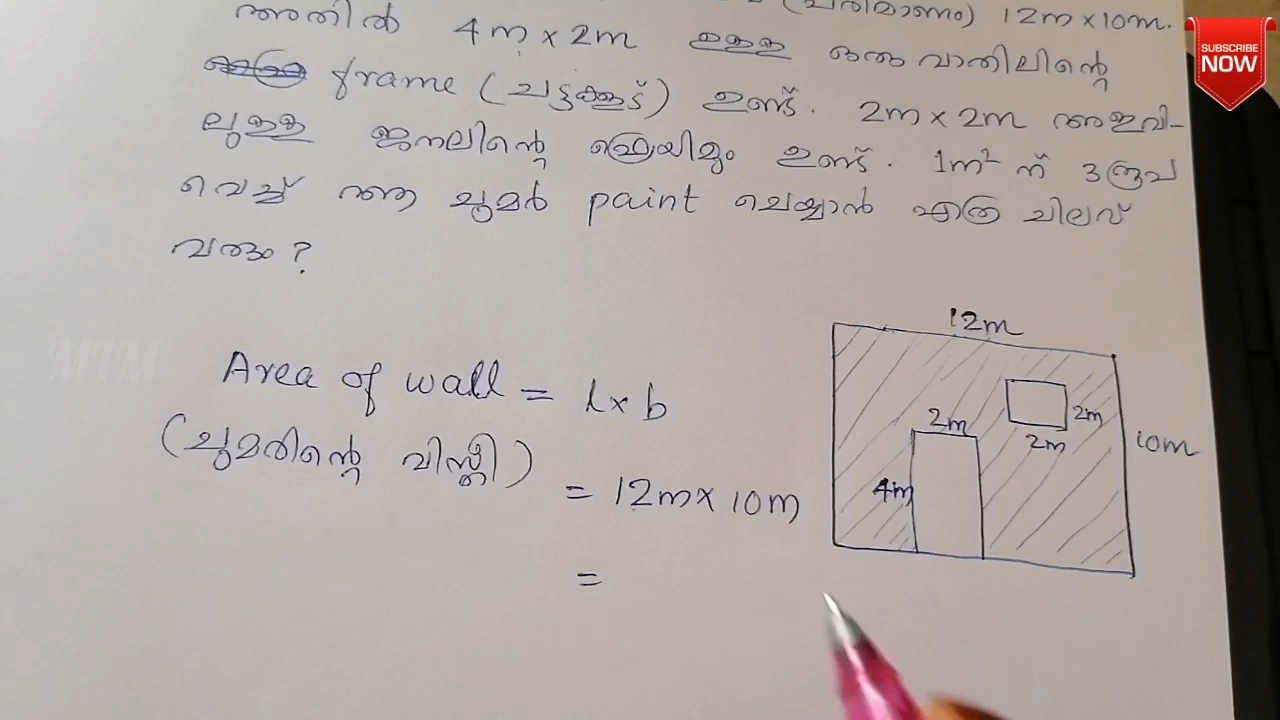 (പരിമാണം) 12m x 10m.
അതിൽ 4m x 2m ഉള്ള ഒരു വാതിലിന്റെ
frame (ചട്ടക്കൂട്) ഉണ്ട്. 2m x 2m അളവി-
ലുള്ള ജനലിന്റെ ഫ്രെയിമും ഉണ്ട്. 1m² ന് 3 രൂപ
വെച്ച് ആ ചുമർ paint ചെയ്യാൻ എത്ര ചിലവ്
വരും?
SUBSCRIBE
NOW
MIM
Area of wall = l x b
(ചുമരിന്റെ വിസ്തീ)
= 12m x 10m
=
12m
2m
2m
2m
10m
4m